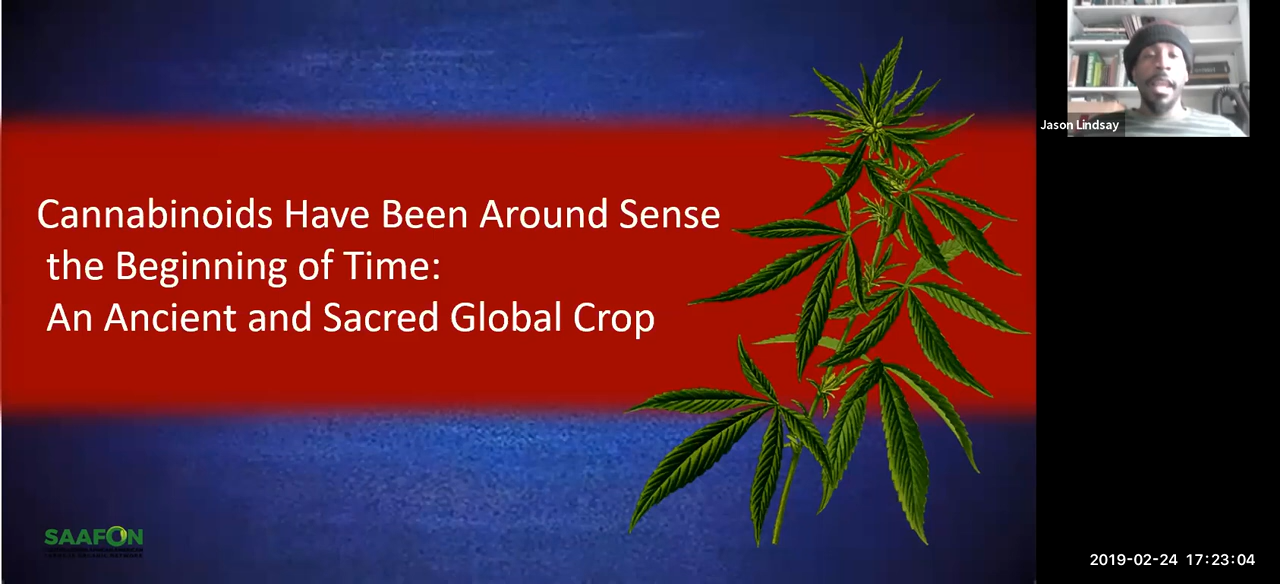 Cannabinoids Have Been Around Sense
the Beginning of Time:
An Ancient and Sacred Global Crop
SAAFON
Jason Lindsay
2019-02-24 17:23:04